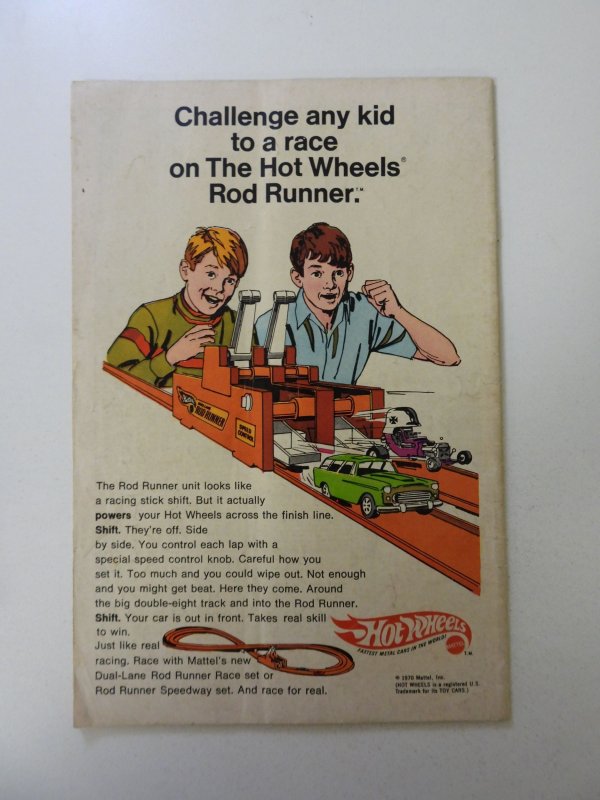 Challenge any kid
to a race
on The Hot Wheels®
Rod Runner.™
ROD RUNNER
SPEED
CONTROL
The Rod Runner unit looks like
a racing stick shift. But it actually
powers your Hot Wheels across the finish line.
Shift. They're off. Side
by side. You control each lap with a
special speed control knob. Careful how you
set it. Too much and you could wipe out. Not enough
and you might get beat. Here they come. Around
the big double-eight track and into the Rod Runner.
Shift. Your car is out in front. Takes real skill
to win.
Just like real
racing. Race with Mattel's new
Dual-Lane Rod Runner Race set or
Rod Runner Speedway set. And race for real.
HOT WHEELS
FASTEST METAL CARS IN THE WORLD!
MATTEL
T.M.
© 1970 Mattel, Inc.
(HOT WHEELS is a registered U.S.
Trademark for its TOY CARS.)